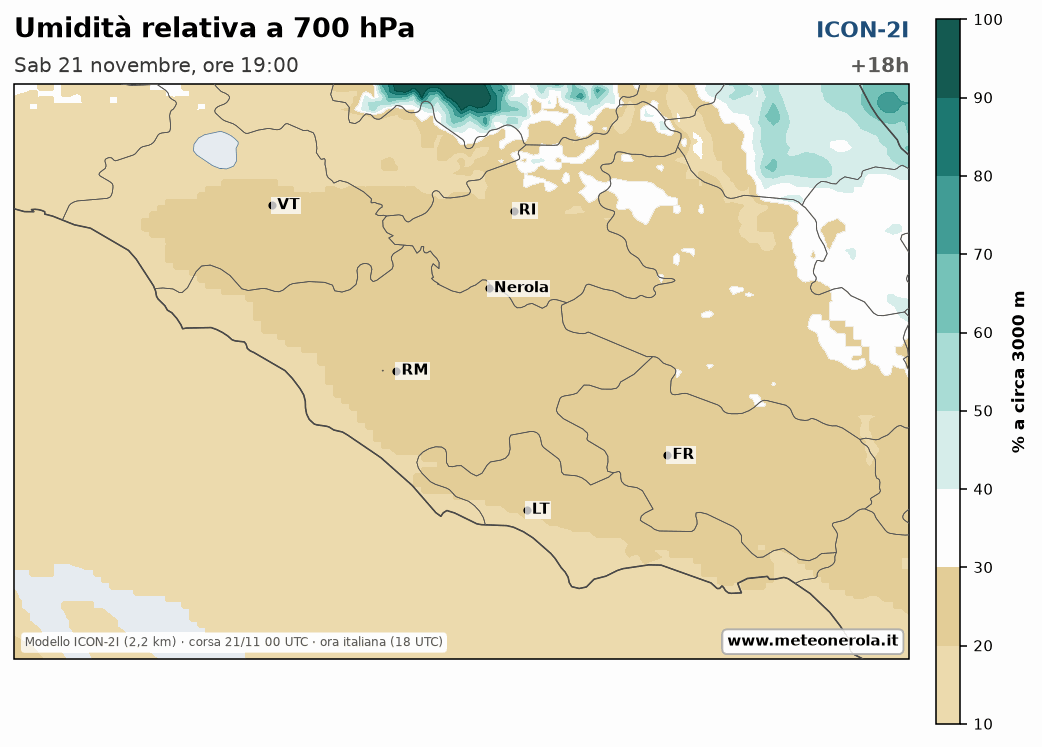 Umidità relativa a 700 hPa
ICON-2I
Sab 21 novembre, ore 19:00
+18h
100
90
80
70
60
50
40
30
20
10
% a circa 3000 m
VT
RI
Nerola
RM
FR
LT
Modello ICON-2I (2,2 km) · corsa 21/11 00 UTC · ora italiana (18 UTC)
www.meteonerola.it